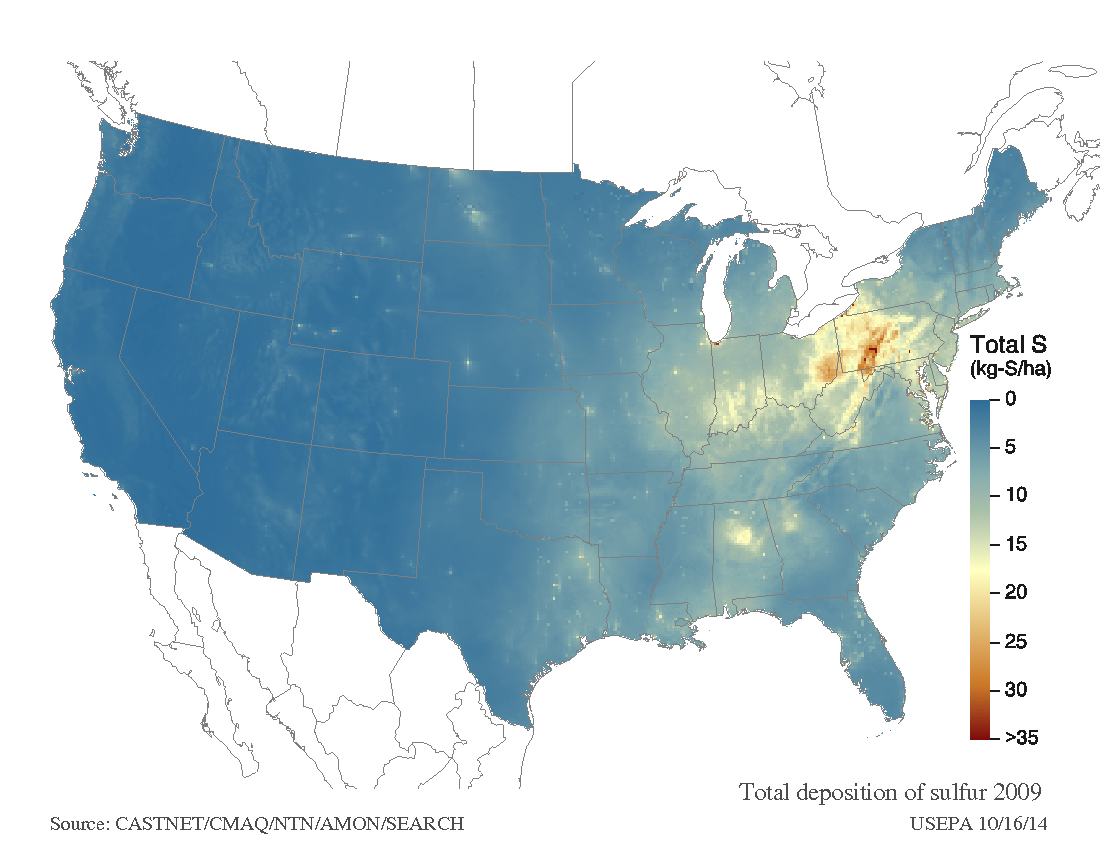 Total S
(kg-S/ha)
0
5
10
15
20
25
30
>35
Total deposition of sulfur 2009
Source: CASTNET/CMAQ/NTN/AMON/SEARCH
USEPA 10/16/14